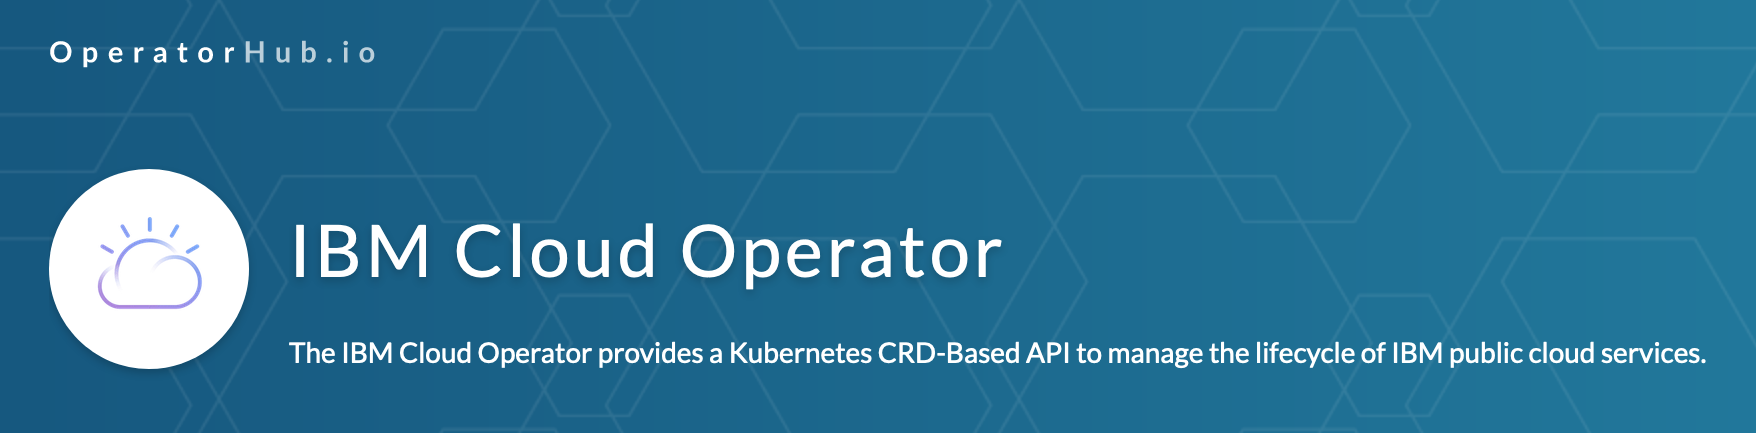 OperatorHub.io
IBM Cloud Operator
The IBM Cloud Operator provides a Kubernetes CRD-Based API to manage the lifecycle of IBM public cloud services.